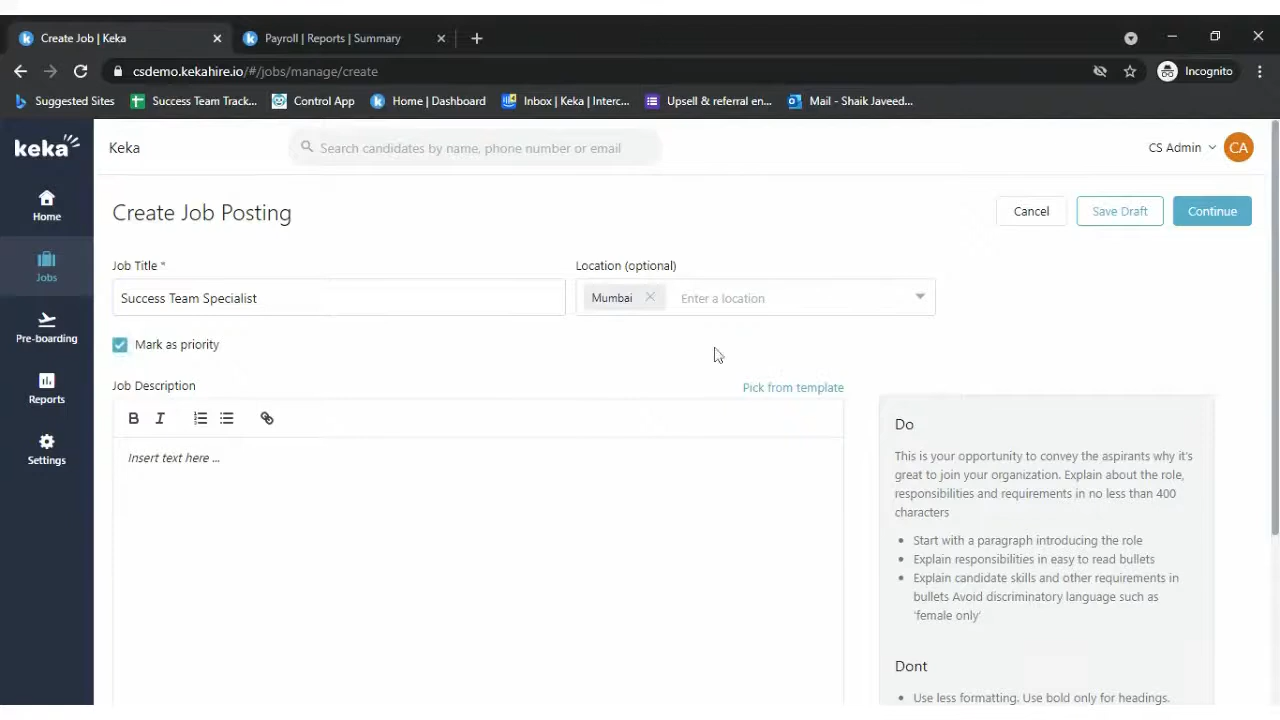 Create Job | Keka
Payroll | Reports | Summary
csdemo.kekahire.io/#/jobs/manage/create
Incognito
Suggested Sites
Success Team Track...
Control App
Home | Dashboard
Inbox | Keka | Interc...
Upsell & referral en...
Mail - Shaik Javeed...
keka
Keka
Search candidates by name, phone number or email
CS Admin
CA
Home
Jobs
Pre-boarding
Reports
Settings
Create Job Posting
Cancel
Save Draft
Continue
Job Title *
Location (optional)
Success Team Specialist
Mumbai
Enter a location
Mark as priority
Job Description
Pick from template
B I
Insert text here ...
Do
This is your opportunity to convey the aspirants why it's
great to join your organization. Explain about the role,
responsibilities and requirements in no less than 400
characters
Start with a paragraph introducing the role
Explain responsibilities in easy to read bullets
Explain candidate skills and other requirements in
bullets Avoid discriminatory language such as
'female only'
Dont
Use less formatting. Use bold only for headings.